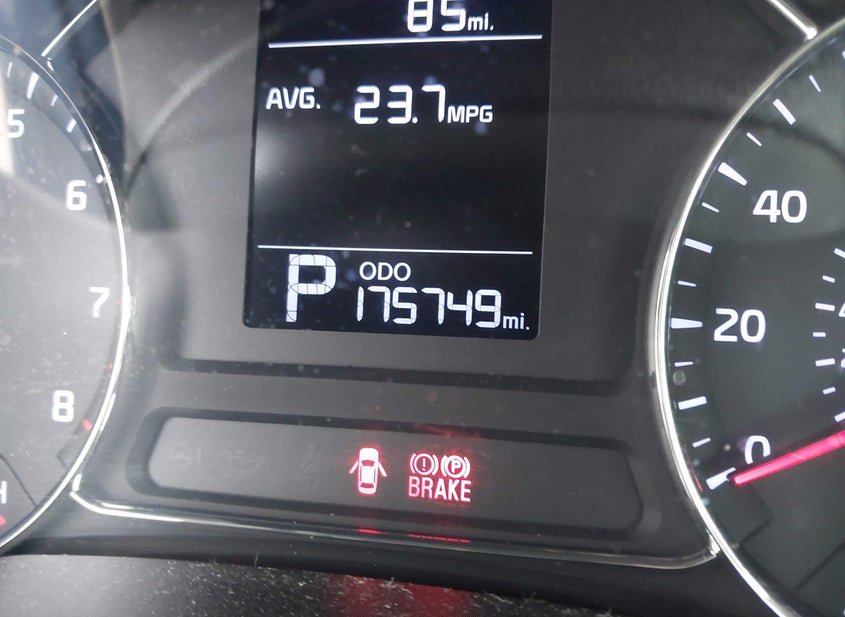 85mi.
AVG. 23.7MPG
P ODO
175749mi.
5
6
7
8
H
40
20
0
(!) (P)
BRAKE